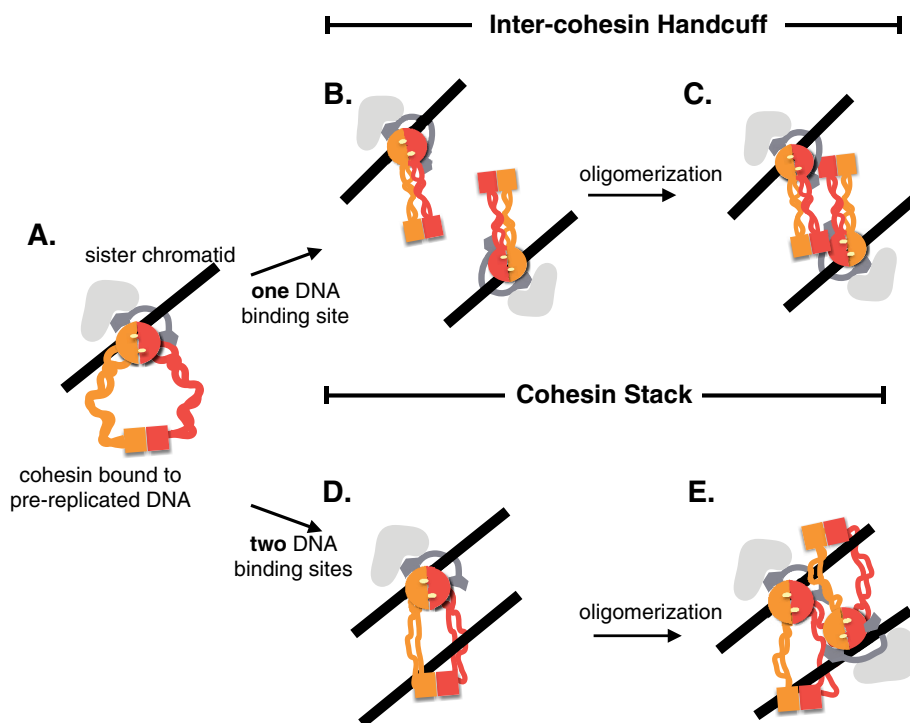 Inter-cohesin Handcuff
B.
C.
oligomerization
A.
sister chromatid
one DNA
binding site
Cohesin Stack
cohesin bound to
pre-replicated DNA
D.
E.
two DNA
binding sites
oligomerization